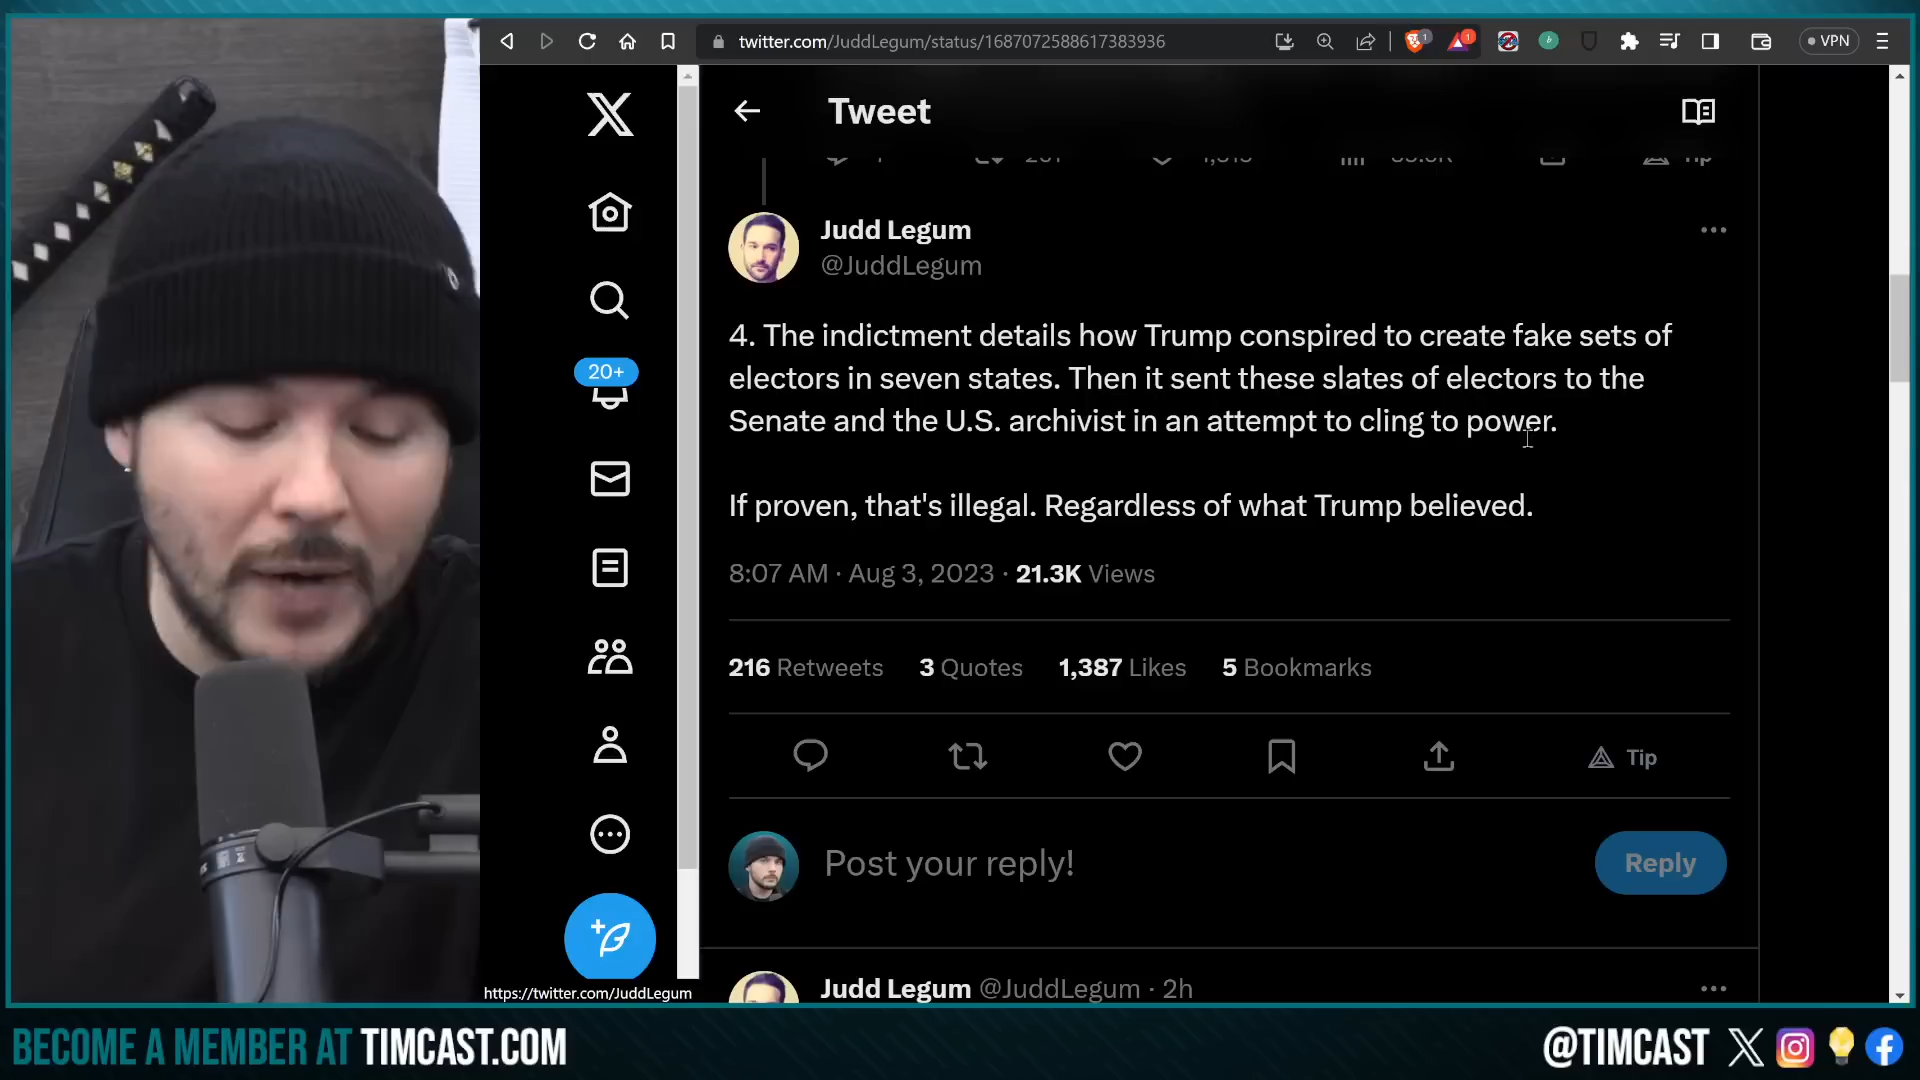 twitter.com/JuddLegum/status/1687072588617383936
1
1
VPN
Tweet
Tip
Judd Legum
@JuddLegum
4. The indictment details how Trump conspired to create fake sets of
electors in seven states. Then it sent these slates of electors to the
Senate and the U.S. archivist in an attempt to cling to power.
If proven, that's illegal. Regardless of what Trump believed.
8:07 AM · Aug 3, 2023 · 21.3K Views
216 Retweets 3 Quotes 1,387 Likes 5 Bookmarks
Tip
Post your reply!
Reply
Judd Legum @JuddLegum · 2h
20+
https://twitter.com/JuddLegum
BECOME A MEMBER AT TIMCAST.COM
@TIMCAST